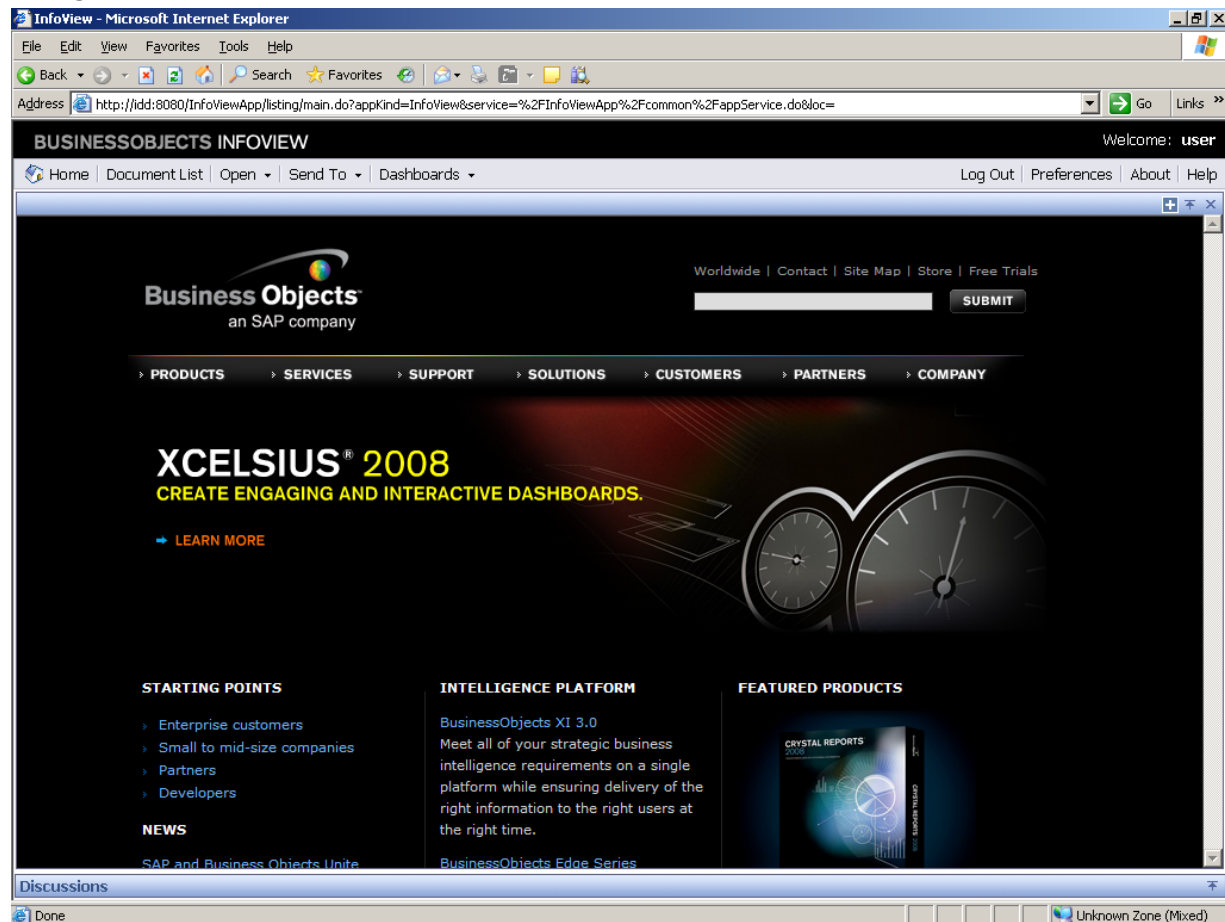 InfoView - Microsoft Internet Explorer
File Edit View Favorites Tools Help
Back Search Favorites
Address http://idd:8080/InfoViewApp/listing/main.do?appKind=InfoView&service=%2FInfoViewApp%2Fcommon%2FappService.do&loc= Go Links »
BUSINESSOBJECTS INFOVIEW Welcome: user
Home Document List Open Send To Dashboards Log Out Preferences About Help
Worldwide | Contact | Site Map | Store | Free Trials
Business Objects
an SAP company
SUBMIT
PRODUCTS SERVICES SUPPORT SOLUTIONS CUSTOMERS PARTNERS COMPANY
XCELSIUS® 2008
CREATE ENGAGING AND INTERACTIVE DASHBOARDS.
LEARN MORE
STARTING POINTS
Enterprise customers
Small to mid-size companies
Partners
Developers
NEWS
SAP and Business Objects Unite
INTELLIGENCE PLATFORM
BusinessObjects XI 3.0
Meet all of your strategic business
intelligence requirements on a single
platform while ensuring delivery of the
right information to the right users at
the right time.
BusinessObjects Edge Series
FEATURED PRODUCTS
CRYSTAL REPORTS
2008
CRYSTAL REPORTS 2008
Discussions
Done Unknown Zone (Mixed)